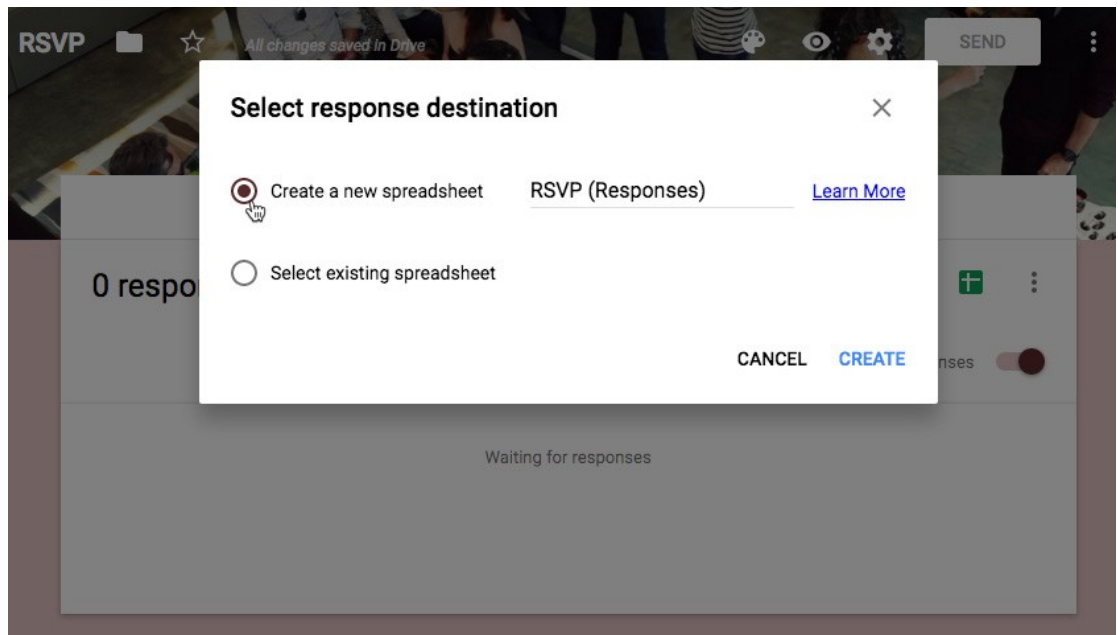 RSVP
All changes saved in Drive
SEND
Select response destination
Create a new spreadsheet RSVP (Responses) Learn More
Select existing spreadsheet
0 respo
CANCEL CREATE
nses
Waiting for responses